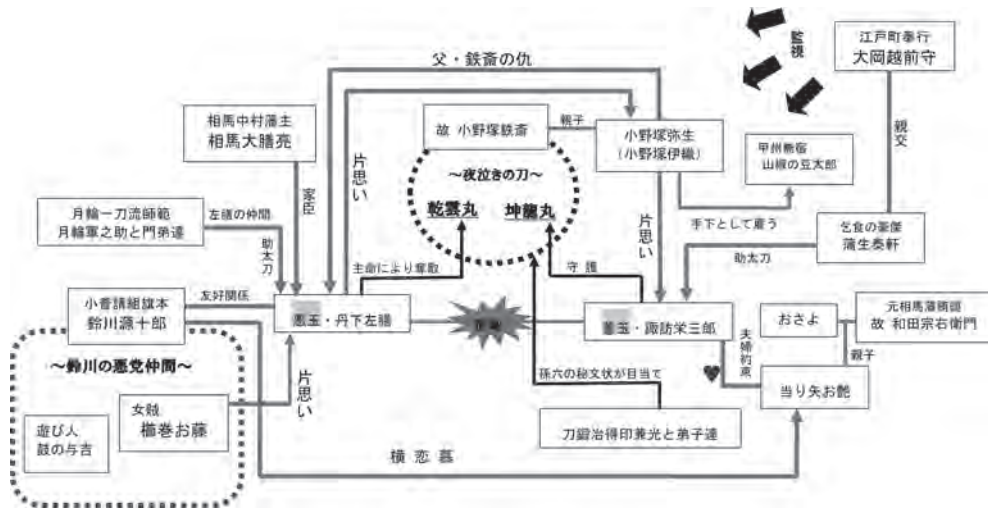 監視
江戸町奉行
大岡越前守
父・鉄斎の仇
相馬中村藩主
相馬大膳亮
故 小野塚鉄斎
親子
小野塚弥生
(小野塚伊織)
甲州無宿
山椒の豆太郎
親交
片思い
家臣
〜夜泣きの刀〜
乾雲丸
坤龍丸
片思い
手下として雇う
月輪一刀流師範
月輪軍之助と門弟達
左膳の仲間
助太刀
乞食の豪傑
蒲生泰軒
助太刀
主命により奪取
守護
小普請組旗本
鈴川源十郎
友好関係
悪玉・丹下左膳
善玉・諏訪栄三郎
おさよ
故 和田宗右衛門
親子
夫婦約束
〜鈴川の悪党仲間〜
片思い
孫六の秘文状が目当て
当り矢お艶
女賊
櫛巻お藤
遊び人
鼓の与吉
刀鍛冶得印兼光と弟子達
横恋慕